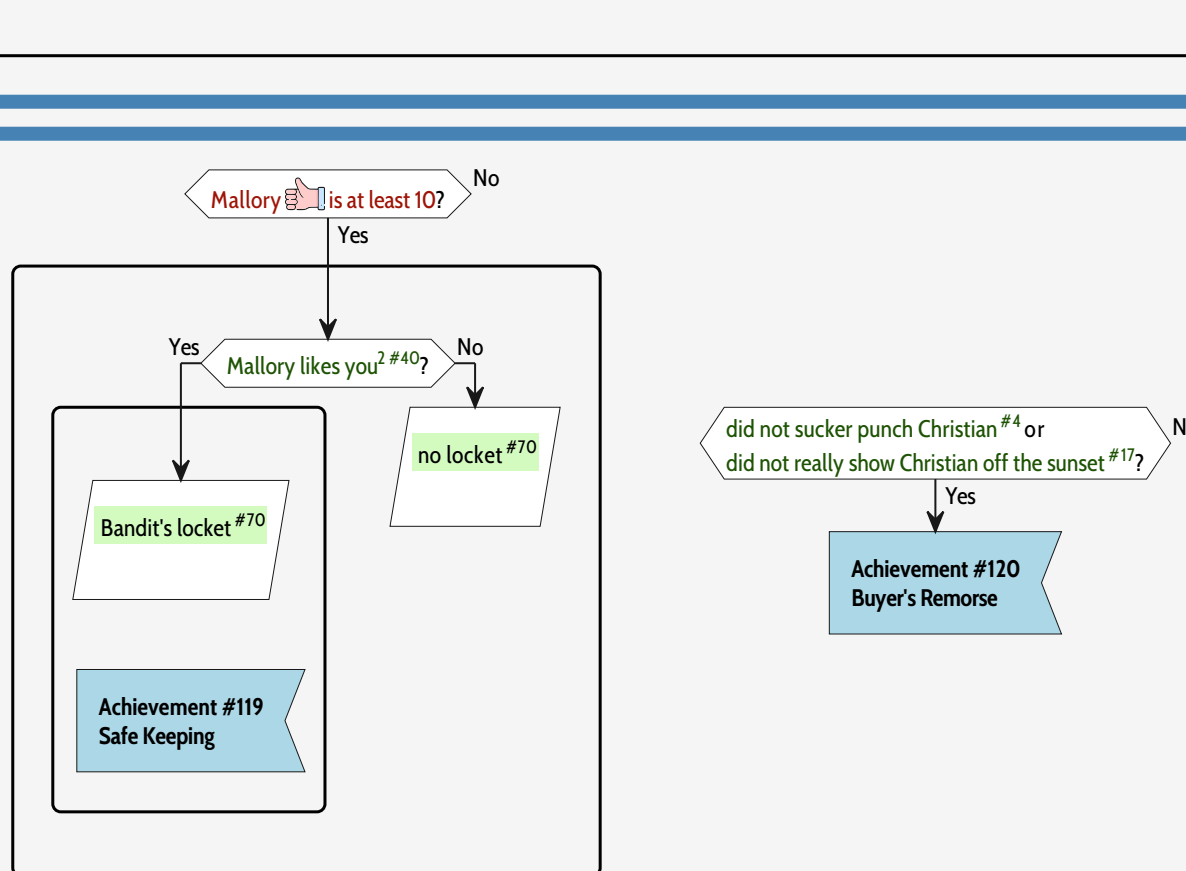 Mallory is at least 10?
No
Yes
Yes
Mallory likes you2 #40?
No
no locket #70
Bandit's locket #70
Achievement #119
Safe Keeping
did not sucker punch Christian #4 or
did not really show Christian off the sunset #17?
Yes
Achievement #120
Buyer's Remorse